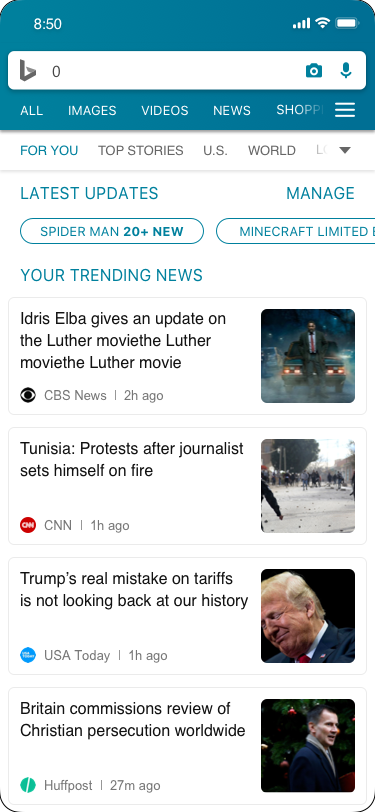 8:50
0
ALL IMAGES VIDEOS NEWS SHOPP
FOR YOU TOP STORIES U.S. WORLD
LATEST UPDATES MANAGE
SPIDER MAN 20+ NEW MINECRAFT LIMITED E
YOUR TRENDING NEWS
Idris Elba gives an update on
the Luther moviethe Luther
moviethe Luther movie
CBS News | 2h ago
Tunisia: Protests after journalist
sets himself on fire
CNN CNN | 1h ago
Trump's real mistake on tariffs
is not looking back at our history
USA Today | 1h ago
Britain commissions review of
Christian persecution worldwide
Huffpost | 27m ago